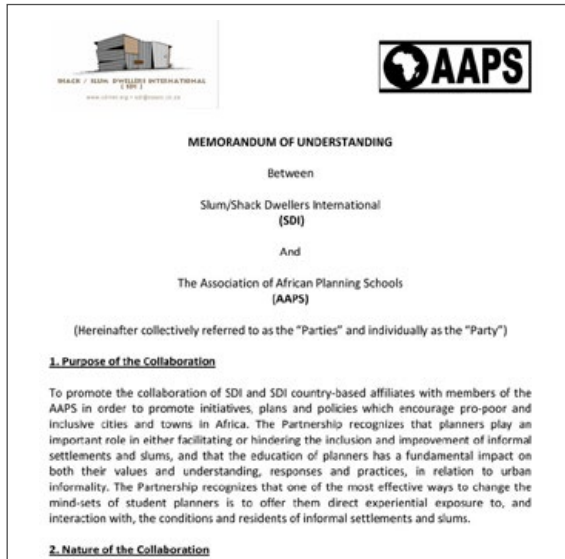 SHACK / SLUM DWELLERS INTERNATIONAL
( SDI )
AAPS
MEMORANDUM OF UNDERSTANDING
Between
Slum/Shack Dwellers International
(SDI)
And
The Association of African Planning Schools
(AAPS)
(Hereinafter collectively referred to as the "Parties" and individually as the "Party")
1. Purpose of the Collaboration
To promote the collaboration of SDI and SDI country-based affiliates with members of the
AAPS in order to promote initiatives, plans and policies which encourage pro-poor and
inclusive cities and towns in Africa. The Partnership recognizes that planners play an
important role in either facilitating or hindering the inclusion and improvement of informal
settlements and slums, and that the education of planners has a fundamental impact on
both their values and understanding, responses and practices, in relation to urban
informality. The Partnership recognizes that one of the most effective ways to change the
mind-sets of student planners is to offer them direct experiential exposure to, and
interaction with, the conditions and residents of informal settlements and slums.
2. Nature of the Collaboration